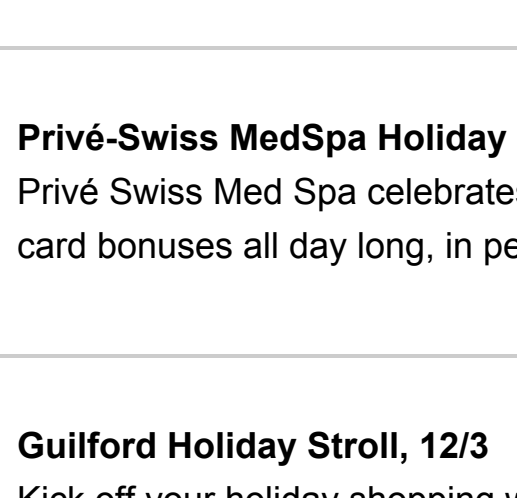 Privé-Swiss MedSpa Holiday
Privé Swiss Med Spa celebrates
card bonuses all day long, in pe
Guilford Holiday Stroll, 12/3
Kick off your holiday shopping w